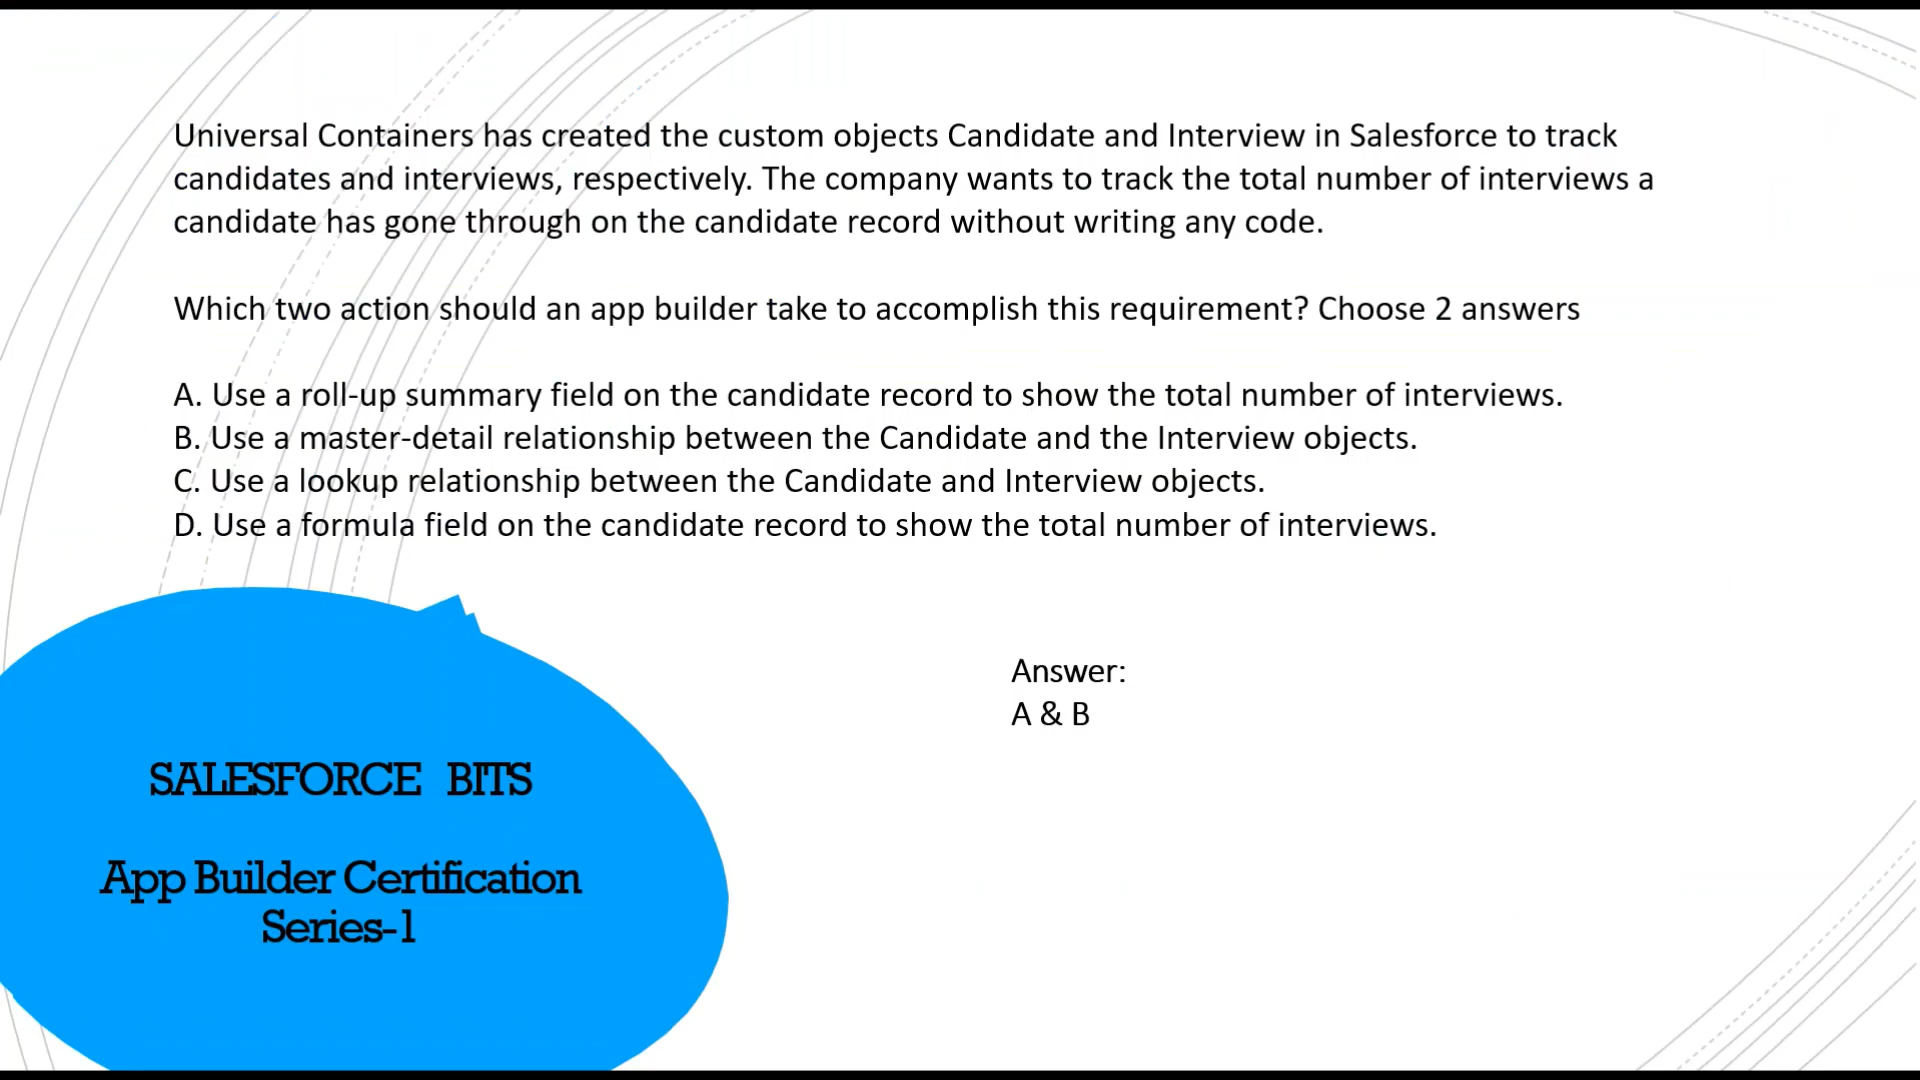 Universal Containers has created the custom objects Candidate and Interview in Salesforce to track
candidates and interviews, respectively. The company wants to track the total number of interviews a
candidate has gone through on the candidate record without writing any code.
Which two action should an app builder take to accomplish this requirement? Choose 2 answers
A. Use a roll-up summary field on the candidate record to show the total number of interviews.
B. Use a master-detail relationship between the Candidate and the Interview objects.
C. Use a lookup relationship between the Candidate and Interview objects.
D. Use a formula field on the candidate record to show the total number of interviews.
Answer:
A & B
SALESFORCE BITS
App Builder Certification
Series-1